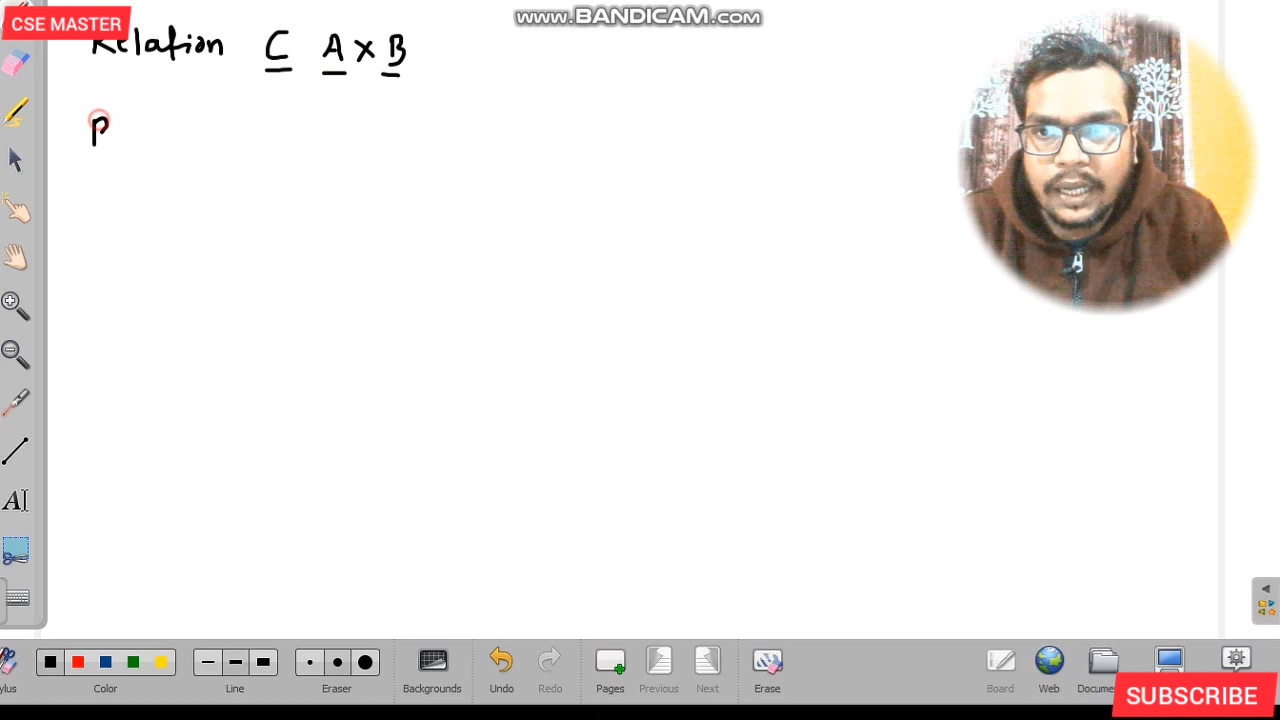 www.BANDICAM.com
CSE MASTER
Relation ⊆ A × B
P
Color
Line
Eraser
Backgrounds
Undo
Redo
Pages
Previous
Next
Erase
Board
Web
SUBSCRIBE